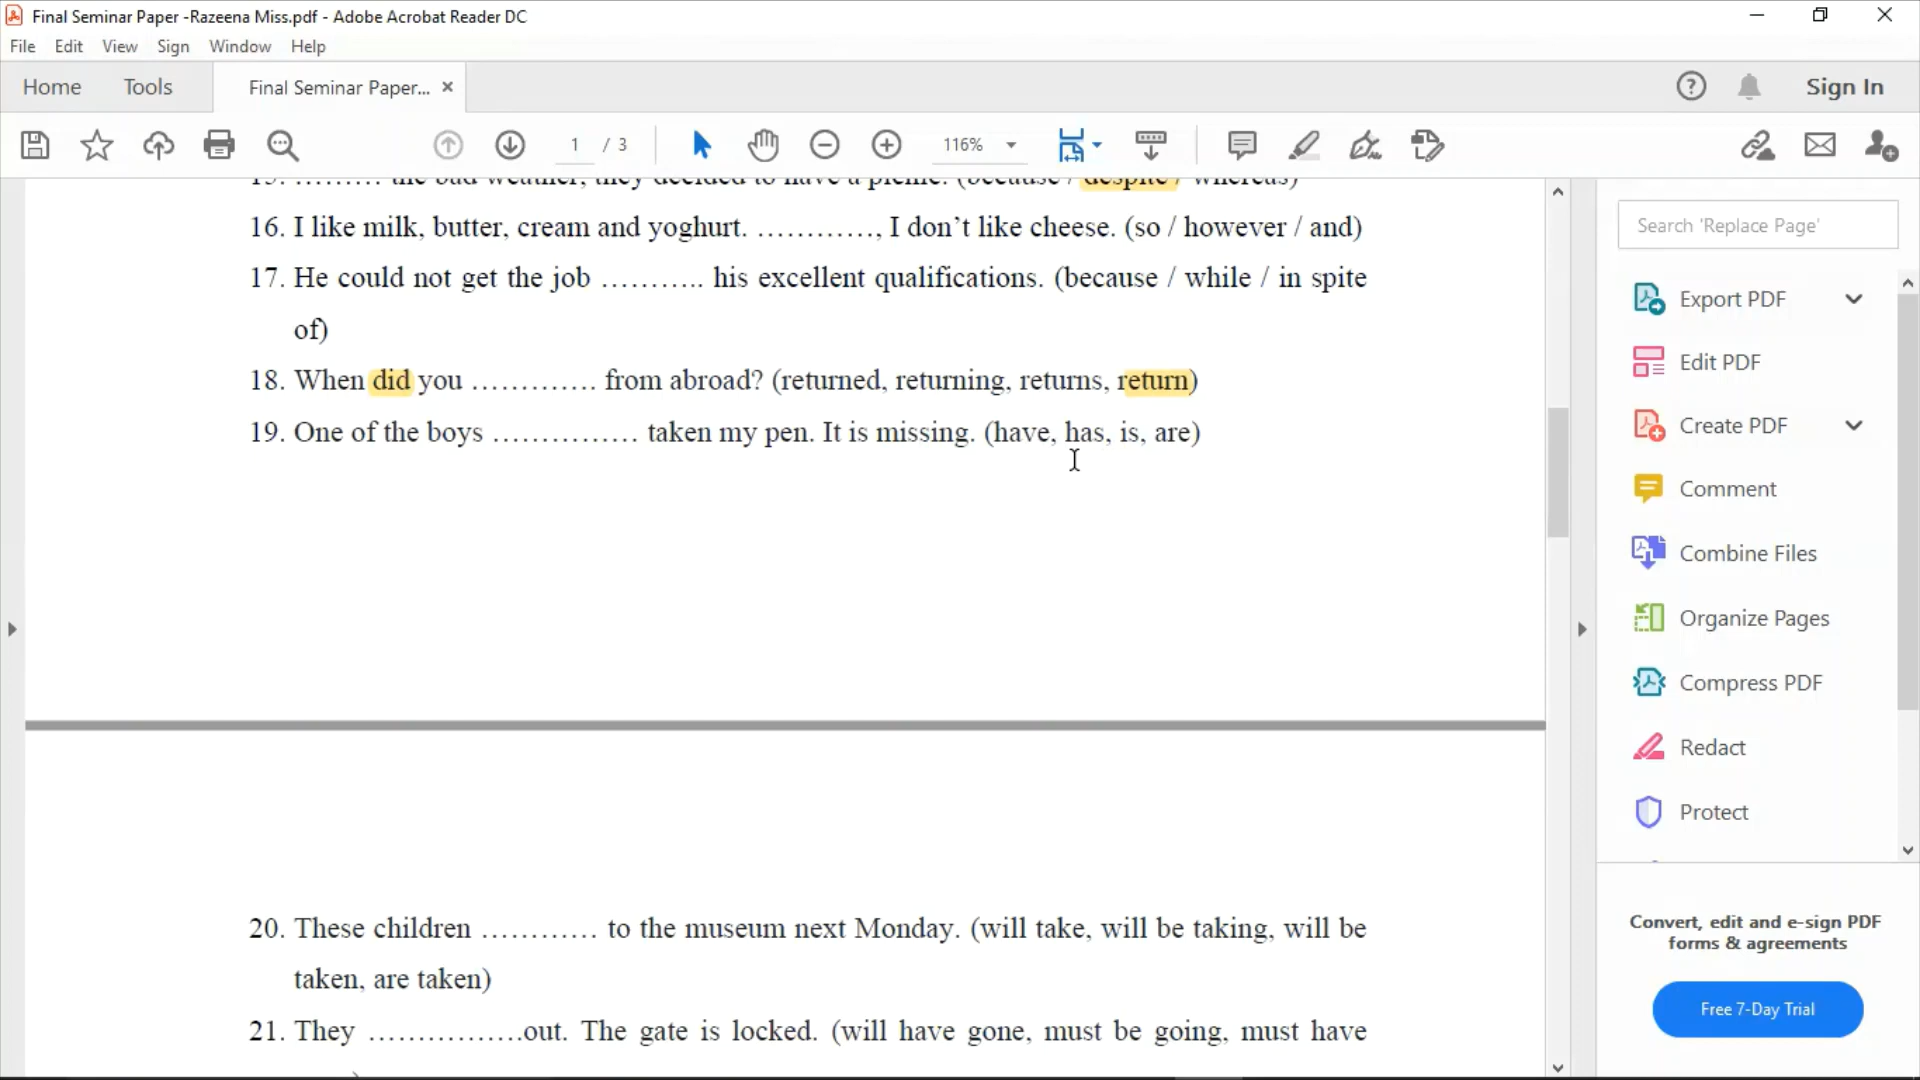 Final Seminar Paper -Razeena Miss.pdf - Adobe Acrobat Reader DC
File Edit View Sign Window Help
Home Tools Final Seminar Paper... × Sign In
1 / 3 116%
15. ……… the bad weather, they decided to have a picnic. (because / despite / whereas)
16. I like milk, butter, cream and yoghurt. …………, I don’t like cheese. (so / however / and)
17. He could not get the job ……….. his excellent qualifications. (because / while / in spite
of)
18. When did you …………. from abroad? (returned, returning, returns, return)
19. One of the boys …………… taken my pen. It is missing. (have, has, is, are)
20. These children ………… to the museum next Monday. (will take, will be taking, will be
taken, are taken)
21. They …………….out. The gate is locked. (will have gone, must be going, must have
Search 'Replace Page'
Export PDF
Edit PDF
Create PDF
Comment
Combine Files
Organize Pages
Compress PDF
Redact
Protect
Convert, edit and e-sign PDF
forms & agreements
Free 7-Day Trial